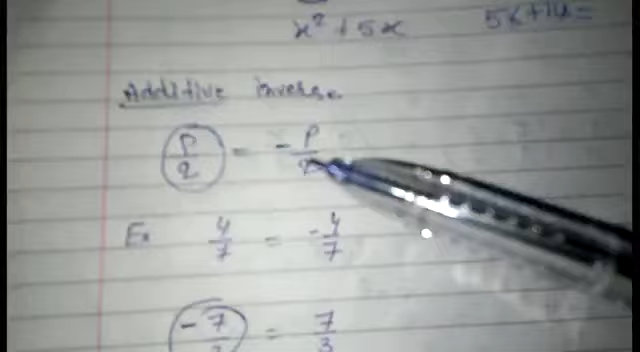 x² + 5x 5x+14=
Additive inverse
p/q = -p/q
Ex 4/7 = -4/7
-7/3 = 7/3